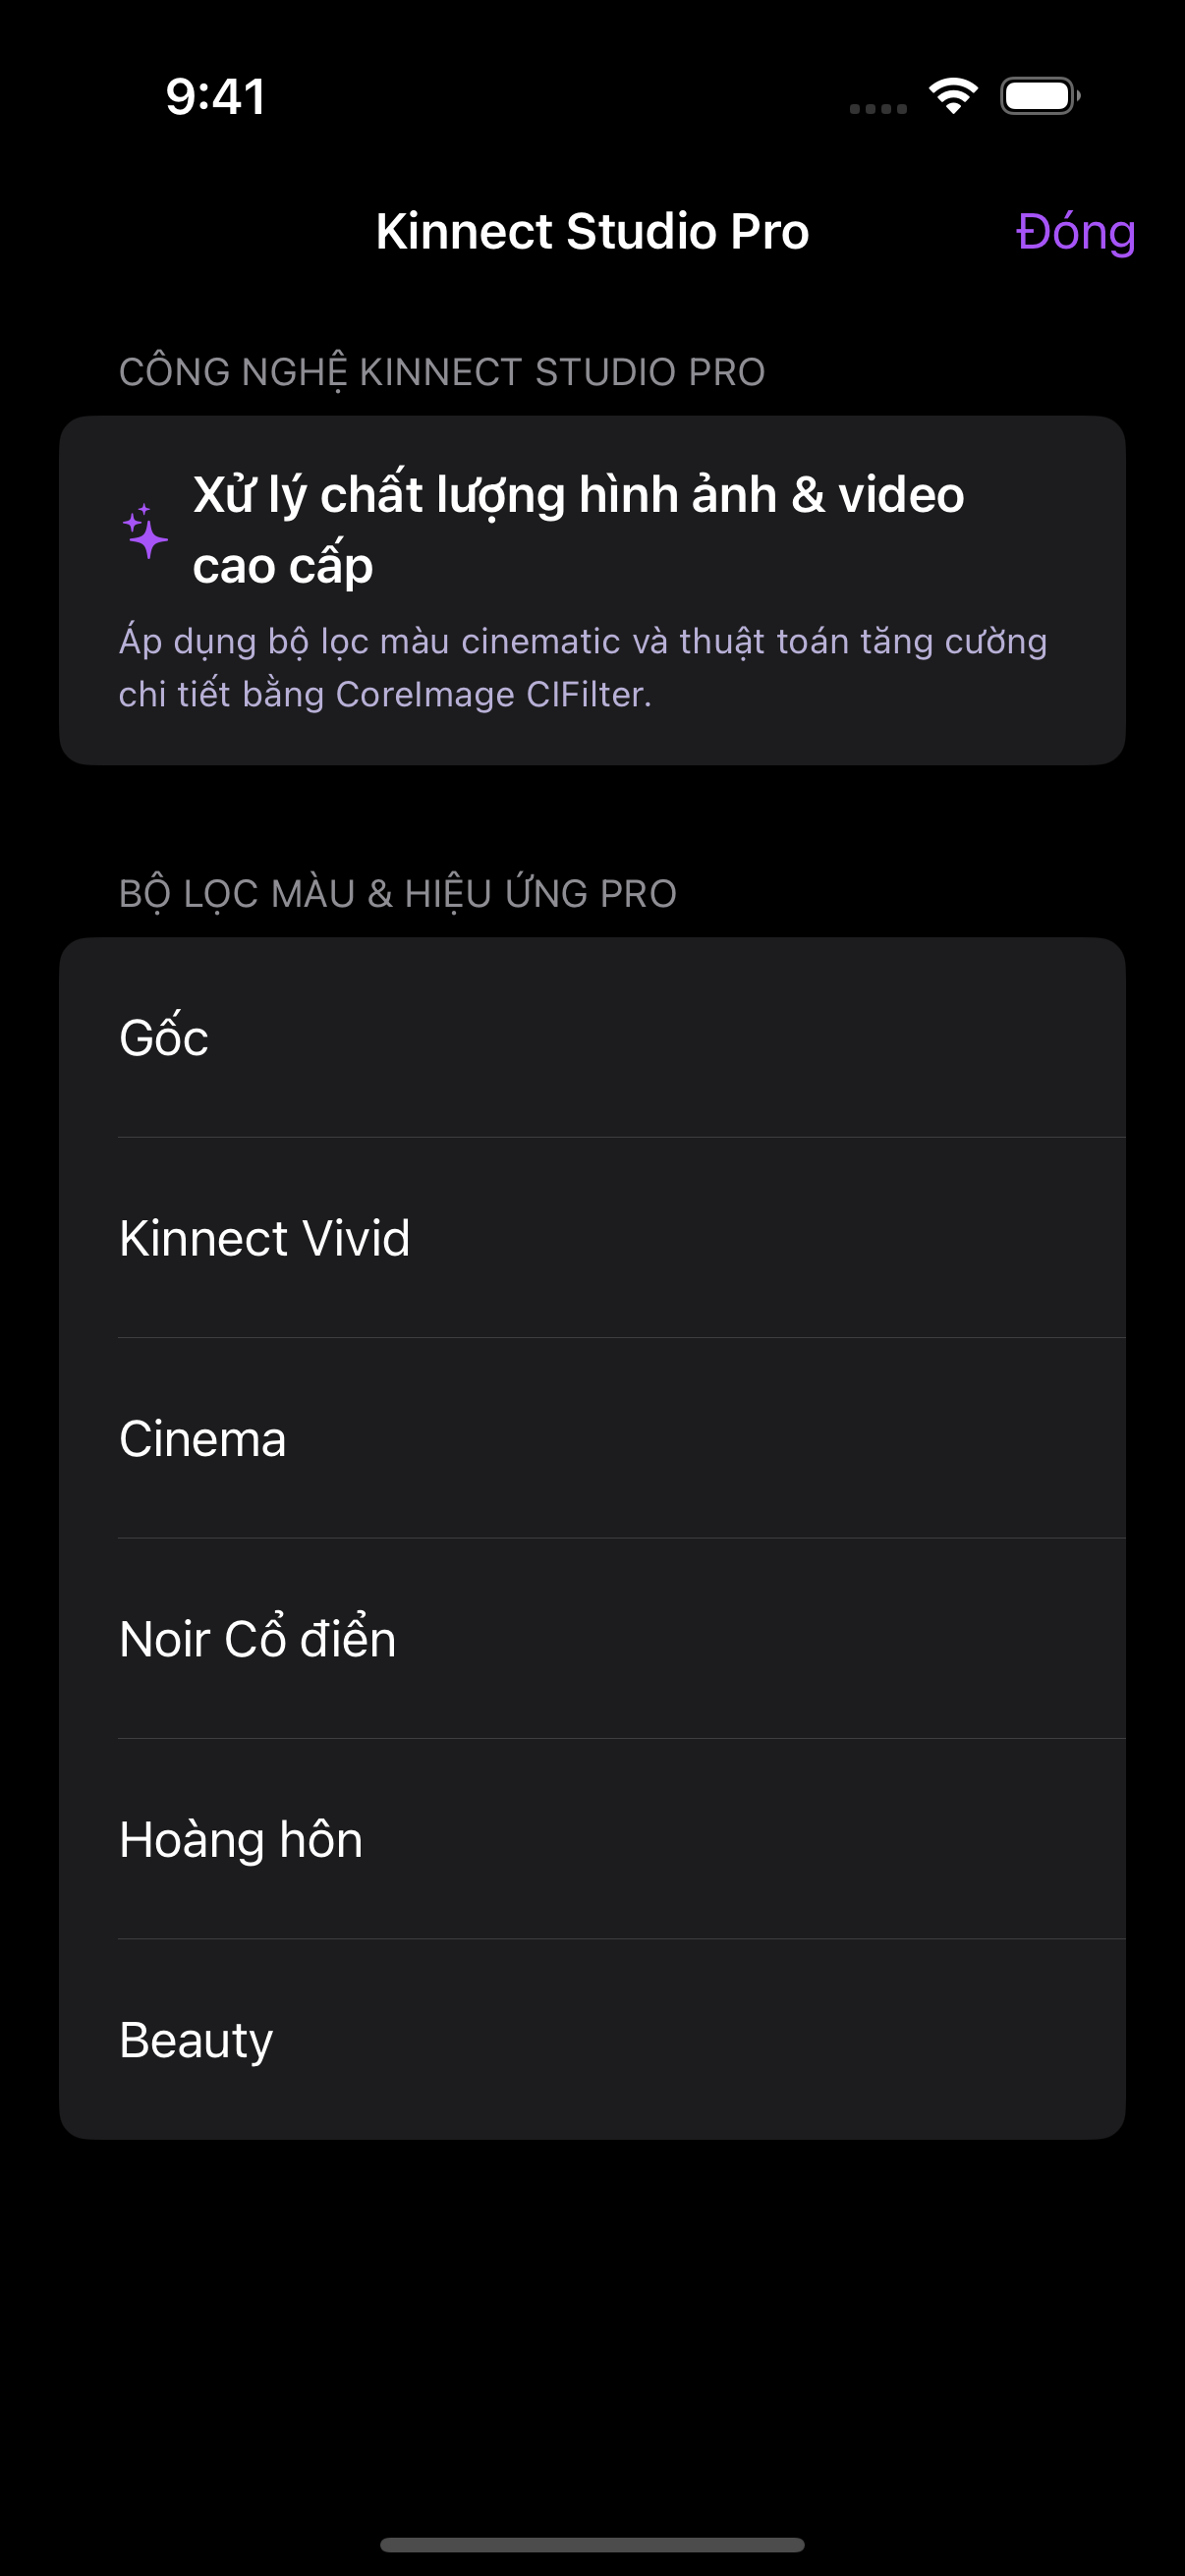 9:41
Kinnect Studio Pro
Đóng
CÔNG NGHỆ KINNECT STUDIO PRO
Xử lý chất lượng hình ảnh & video
cao cấp
Áp dụng bộ lọc màu cinematic và thuật toán tăng cường
chi tiết bằng CoreImage CIFilter.
BỘ LỌC MÀU & HIỆU ỨNG PRO
Gốc
Kinnect Vivid
Cinema
Noir Cổ điển
Hoàng hôn
Beauty